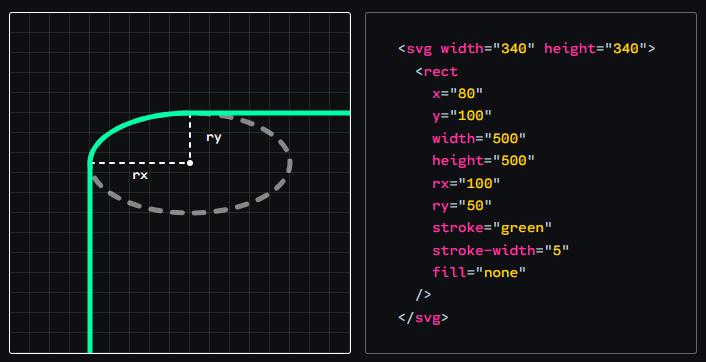 ry
rx
<svg width="340" height="340">
<rect
x="80"
y="100"
width="500"
height="500"
rx="100"
ry="50"
stroke="green"
stroke-width="5"
fill="none"
/>
</svg>